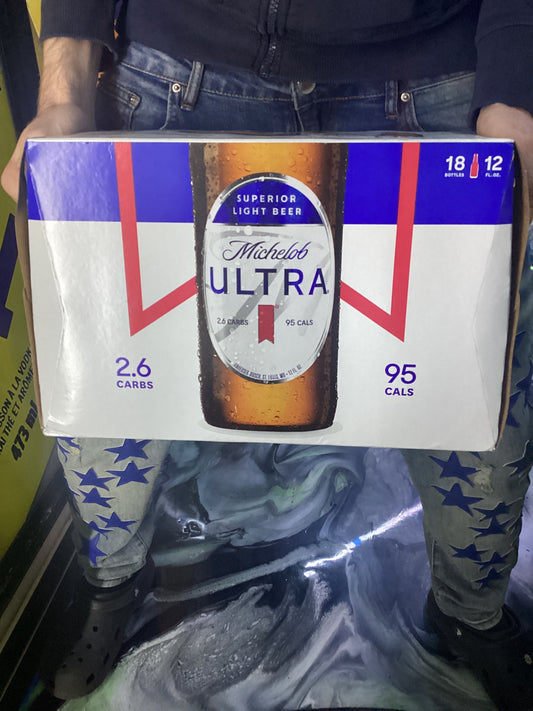 18 12
BOTTLES FL. OZ.
SUPERIOR
LIGHT BEER
Michelob
ULTRA
2.6 CARBS 95 CALS
2.6
CARBS
95
CALS
473 ml